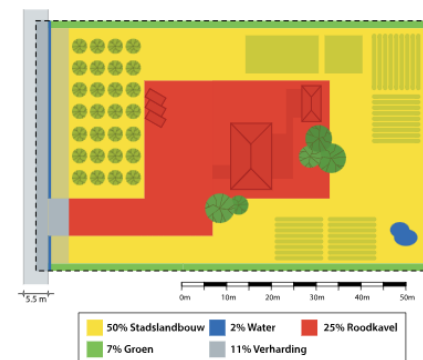 5.5 m
0m 10m 20m 30m 40m 50m
50% Stadslandbouw 2% Water 25% Roodkavel
7% Groen 11% Verharding